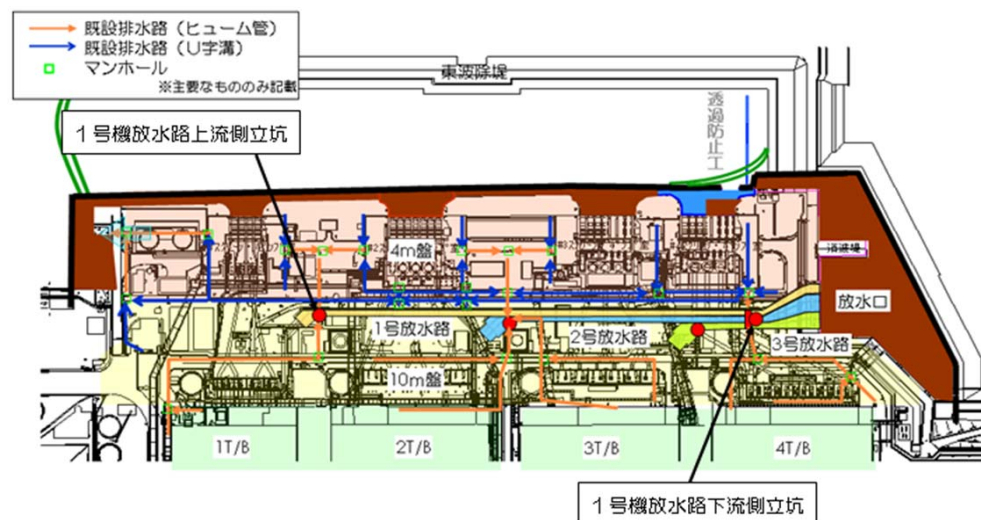 既設排水路（ヒューム管）
既設排水路（U字溝）
マンホール
※主要なもののみ記載
東波除堤
透過防止工
１号機放水路上流側立坑
4m盤
消波堤
放水口
1号放水路
2号放水路
3号放水路
10m盤
1T/B
2T/B
3T/B
4T/B
１号機放水路下流側立坑